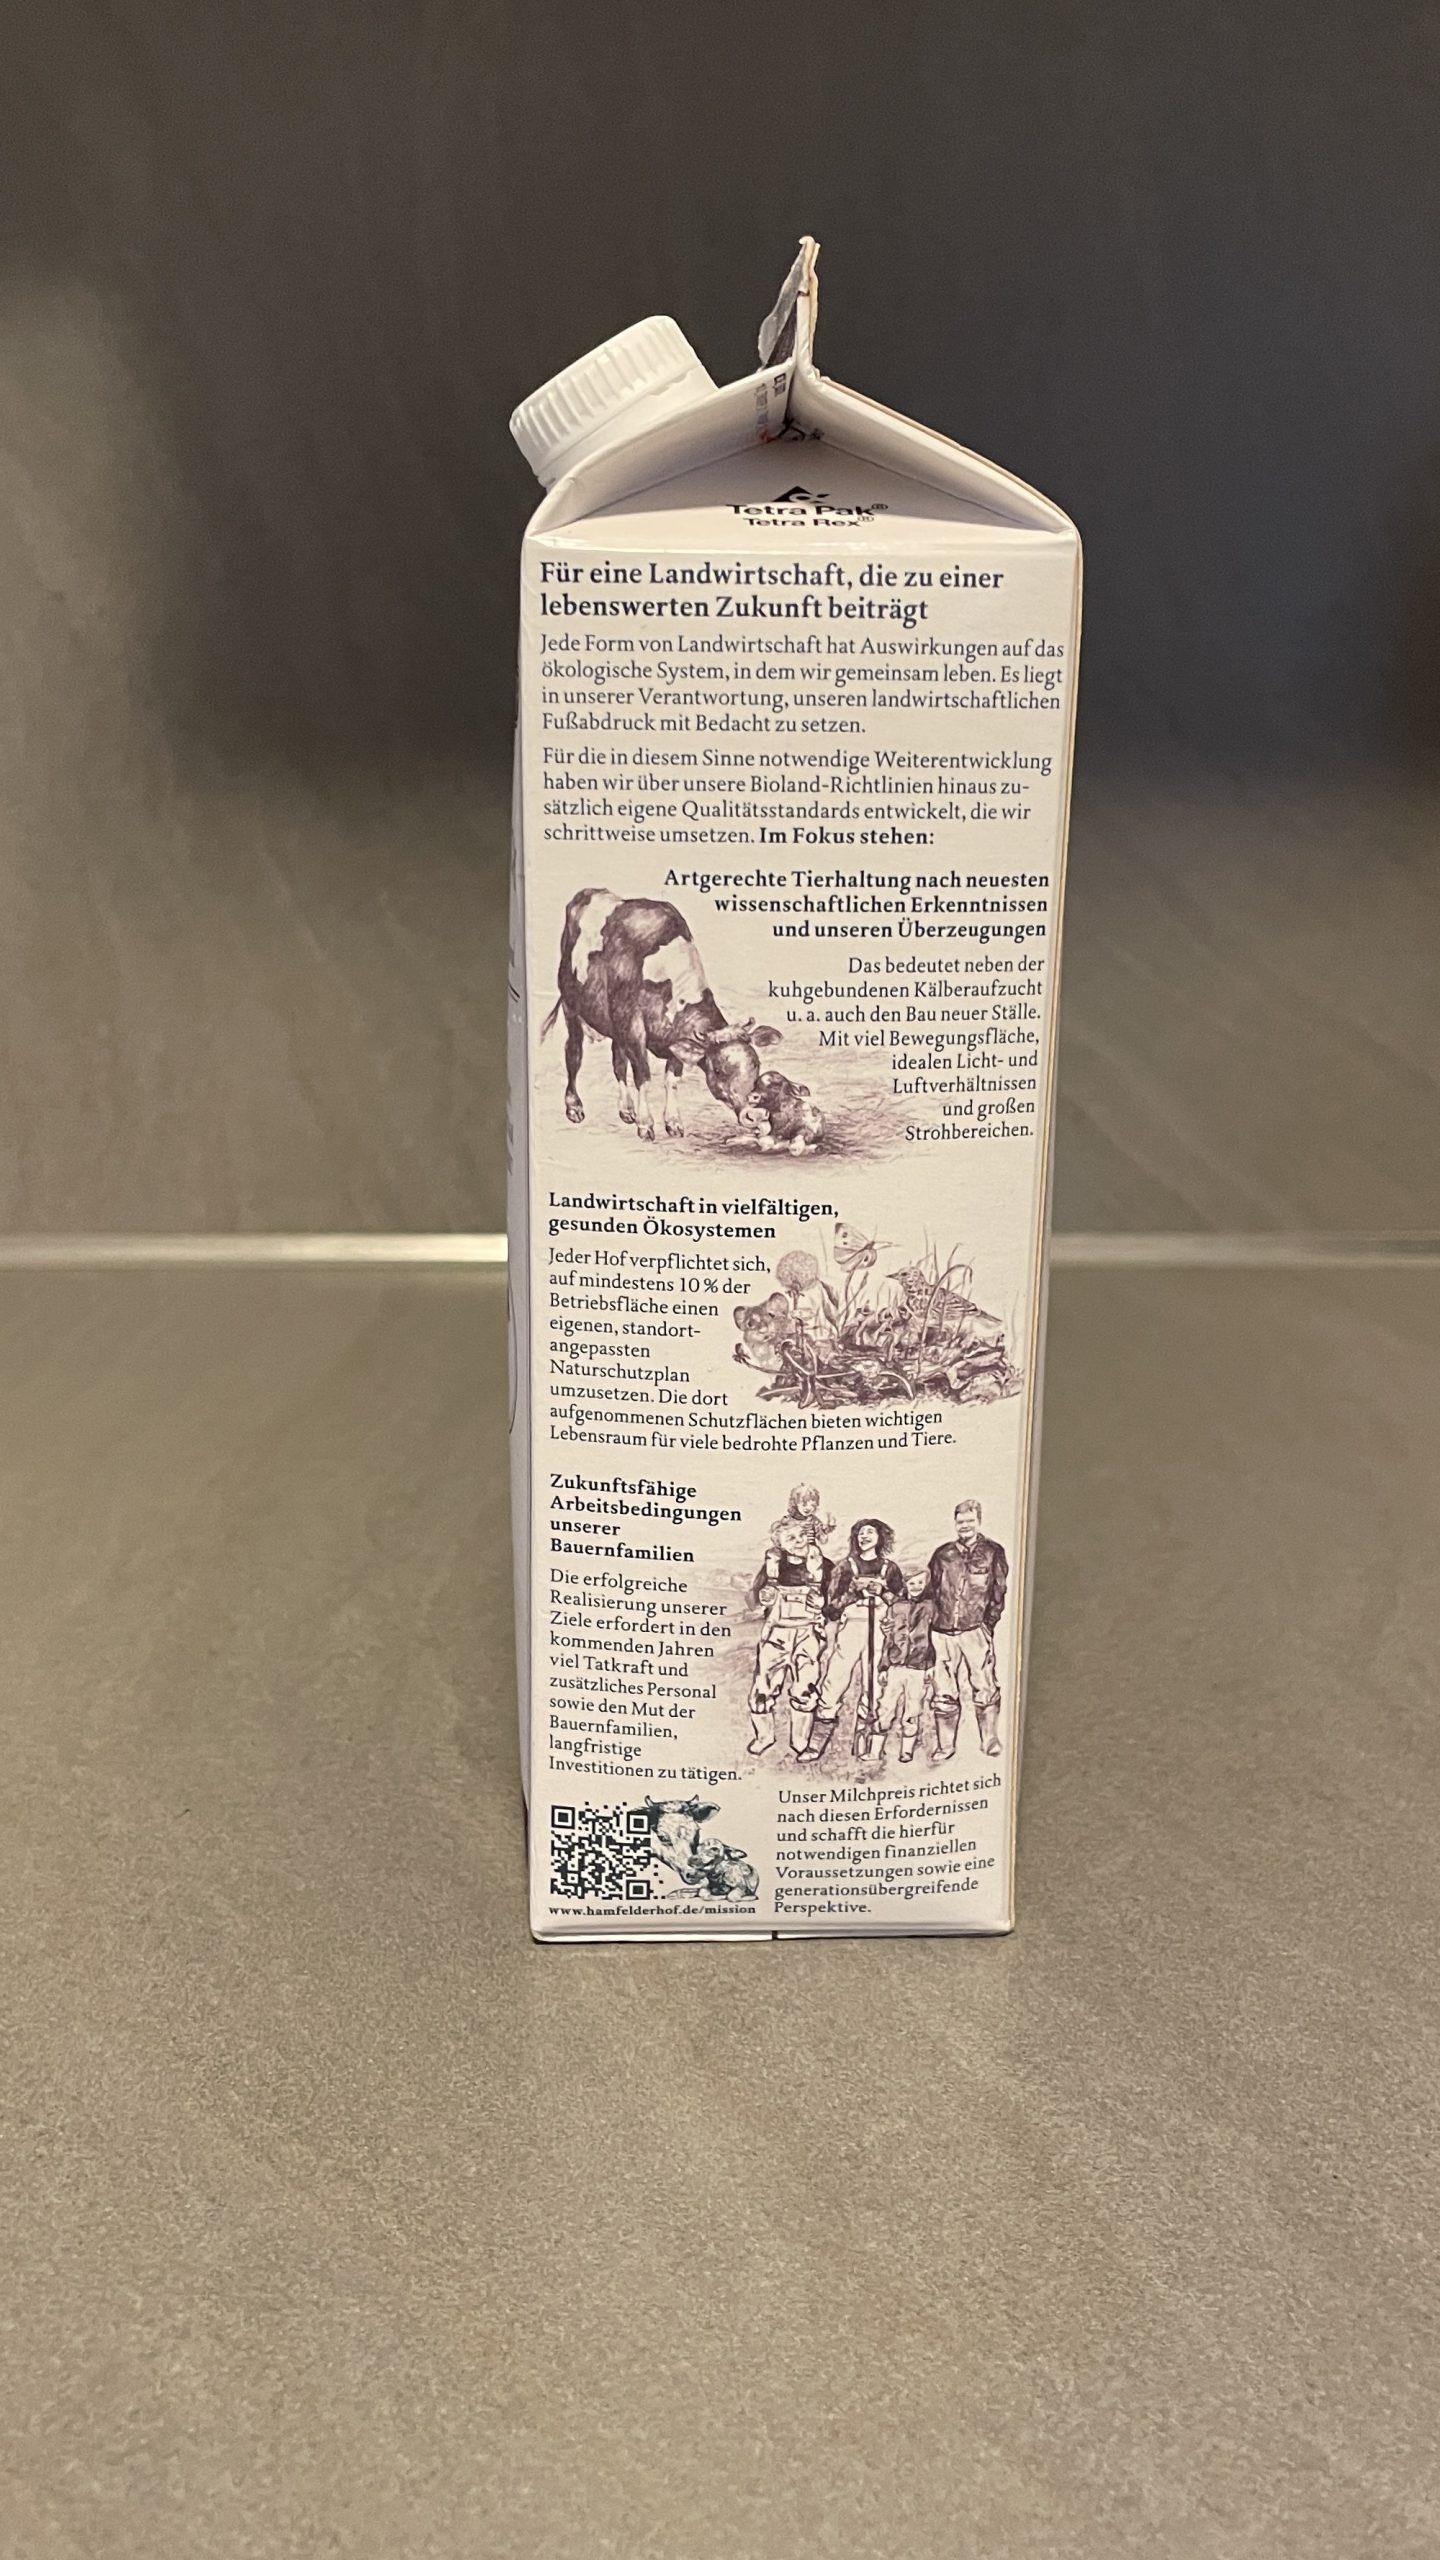 Tetra Pak®
Tetra Rex®
Für eine Landwirtschaft, die zu einer
lebenswerten Zukunft beiträgt
Jede Form von Landwirtschaft hat Auswirkungen auf das
ökologische System, in dem wir gemeinsam leben. Es liegt
in unserer Verantwortung, unseren landwirtschaftlichen
Fußabdruck mit Bedacht zu setzen.
Für die in diesem Sinne notwendige Weiterentwicklung
haben wir über unsere Bioland-Richtlinien hinaus zu-
sätzlich eigene Qualitätsstandards entwickelt, die wir
schrittweise umsetzen. Im Fokus stehen:
Artgerechte Tierhaltung nach neuesten
wissenschaftlichen Erkenntnissen
und unseren Überzeugungen
Das bedeutet neben der
kuhgebundenen Kälberaufzucht
u. a. auch den Bau neuer Ställe.
Mit viel Bewegungsfläche,
idealen Licht- und
Luftverhältnissen
und großen
Strohbereichen.
Landwirtschaft in vielfältigen,
gesunden Ökosystemen
Jeder Hof verpflichtet sich,
auf mindestens 10 % der
Betriebsfläche einen
eigenen, standort-
angepassten
Naturschutzplan
umzusetzen. Die dort
aufgenommenen Schutzflächen bieten wichtigen
Lebensraum für viele bedrohte Pflanzen und Tiere.
Zukunftsfähige
Arbeitsbedingungen
unserer
Bauernfamilien
Die erfolgreiche
Realisierung unserer
Ziele erfordert in den
kommenden Jahren
viel Tatkraft und
zusätzliches Personal
sowie den Mut der
Bauernfamilien,
langfristige
Investitionen zu tätigen.
Unser Milchpreis richtet sich
nach diesen Erfordernissen
und schafft die hierfür
notwendigen finanziellen
Voraussetzungen sowie eine
generationsübergreifende
Perspektive.
www.hamfelderhof.de/mission